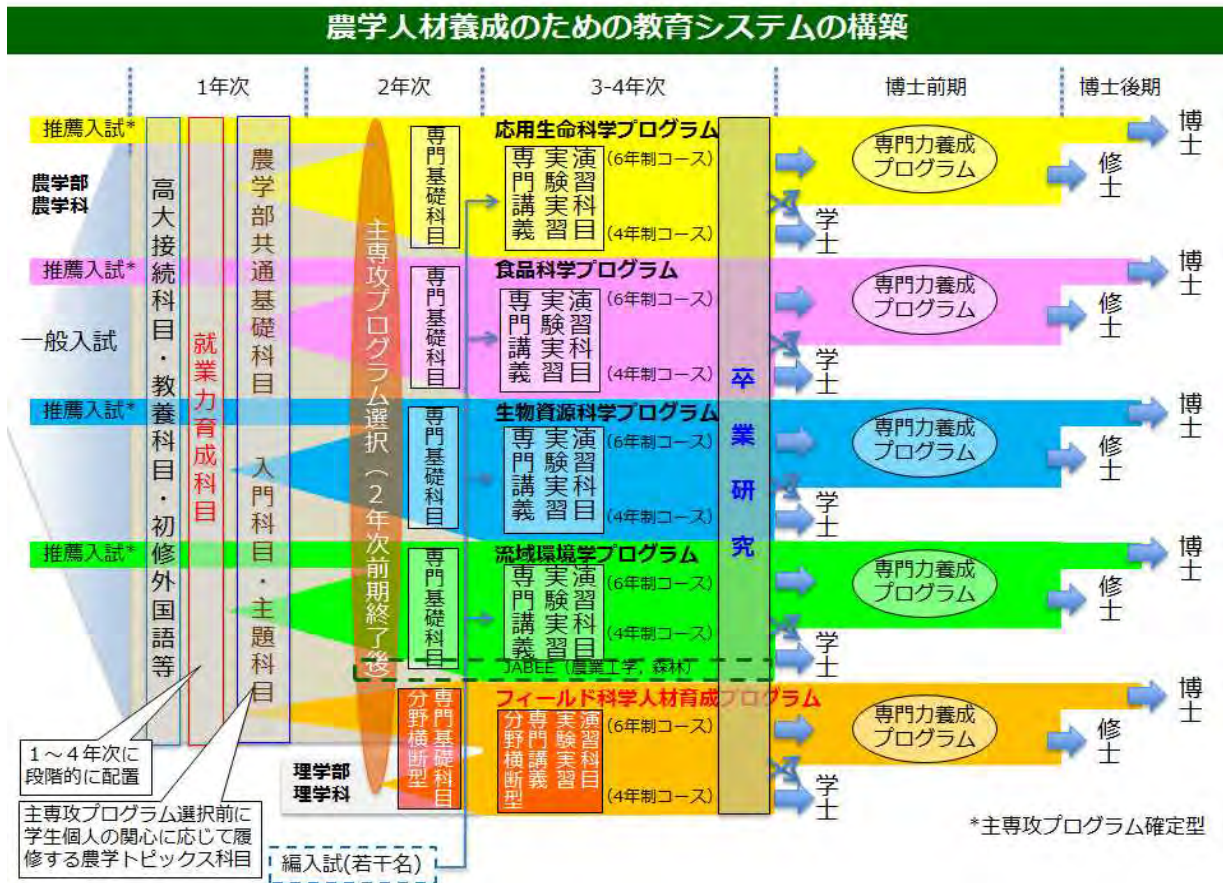 農学人材養成のための教育システムの構築
1年次
2年次
3-4年次
博士前期
博士後期
農学部
農学科
一般入試
高大接続科目・教養科目・初修外国語等
就業力育成科目
農学部共通基礎科目 入門科目・主題科目
主専攻プログラム選択（２年次前期終了後）
推薦入試*
専門基礎科目
応用生命科学プログラム
専門講義
実験実習
演習科目
(6年制コース)
(4年制コース)
専門力養成
プログラム
学士
修士
博士
推薦入試*
専門基礎科目
食品科学プログラム
専門講義
実験実習
演習科目
(6年制コース)
(4年制コース)
専門力養成
プログラム
学士
修士
博士
推薦入試*
専門基礎科目
生物資源科学プログラム
専門講義
実験実習
演習科目
(6年制コース)
(4年制コース)
専門力養成
プログラム
学士
修士
博士
推薦入試*
専門基礎科目
流域環境学プログラム
専門講義
実験実習
演習科目
(6年制コース)
(4年制コース)
JABEE（農業工学，森林）
専門力養成
プログラム
学士
修士
博士
理学部
理学科
分野横断型
専門基礎科目
フィールド科学人材育成プログラム
分野横断型
専門講義
実験実習
演習科目
(6年制コース)
(4年制コース)
専門力養成
プログラム
学士
修士
博士
卒業研究
１～４年次に
段階的に配置
主専攻プログラム選択前に
学生個人の関心に応じて履
修する農学トピックス科目
編入試(若干名)
*主専攻プログラム確定型